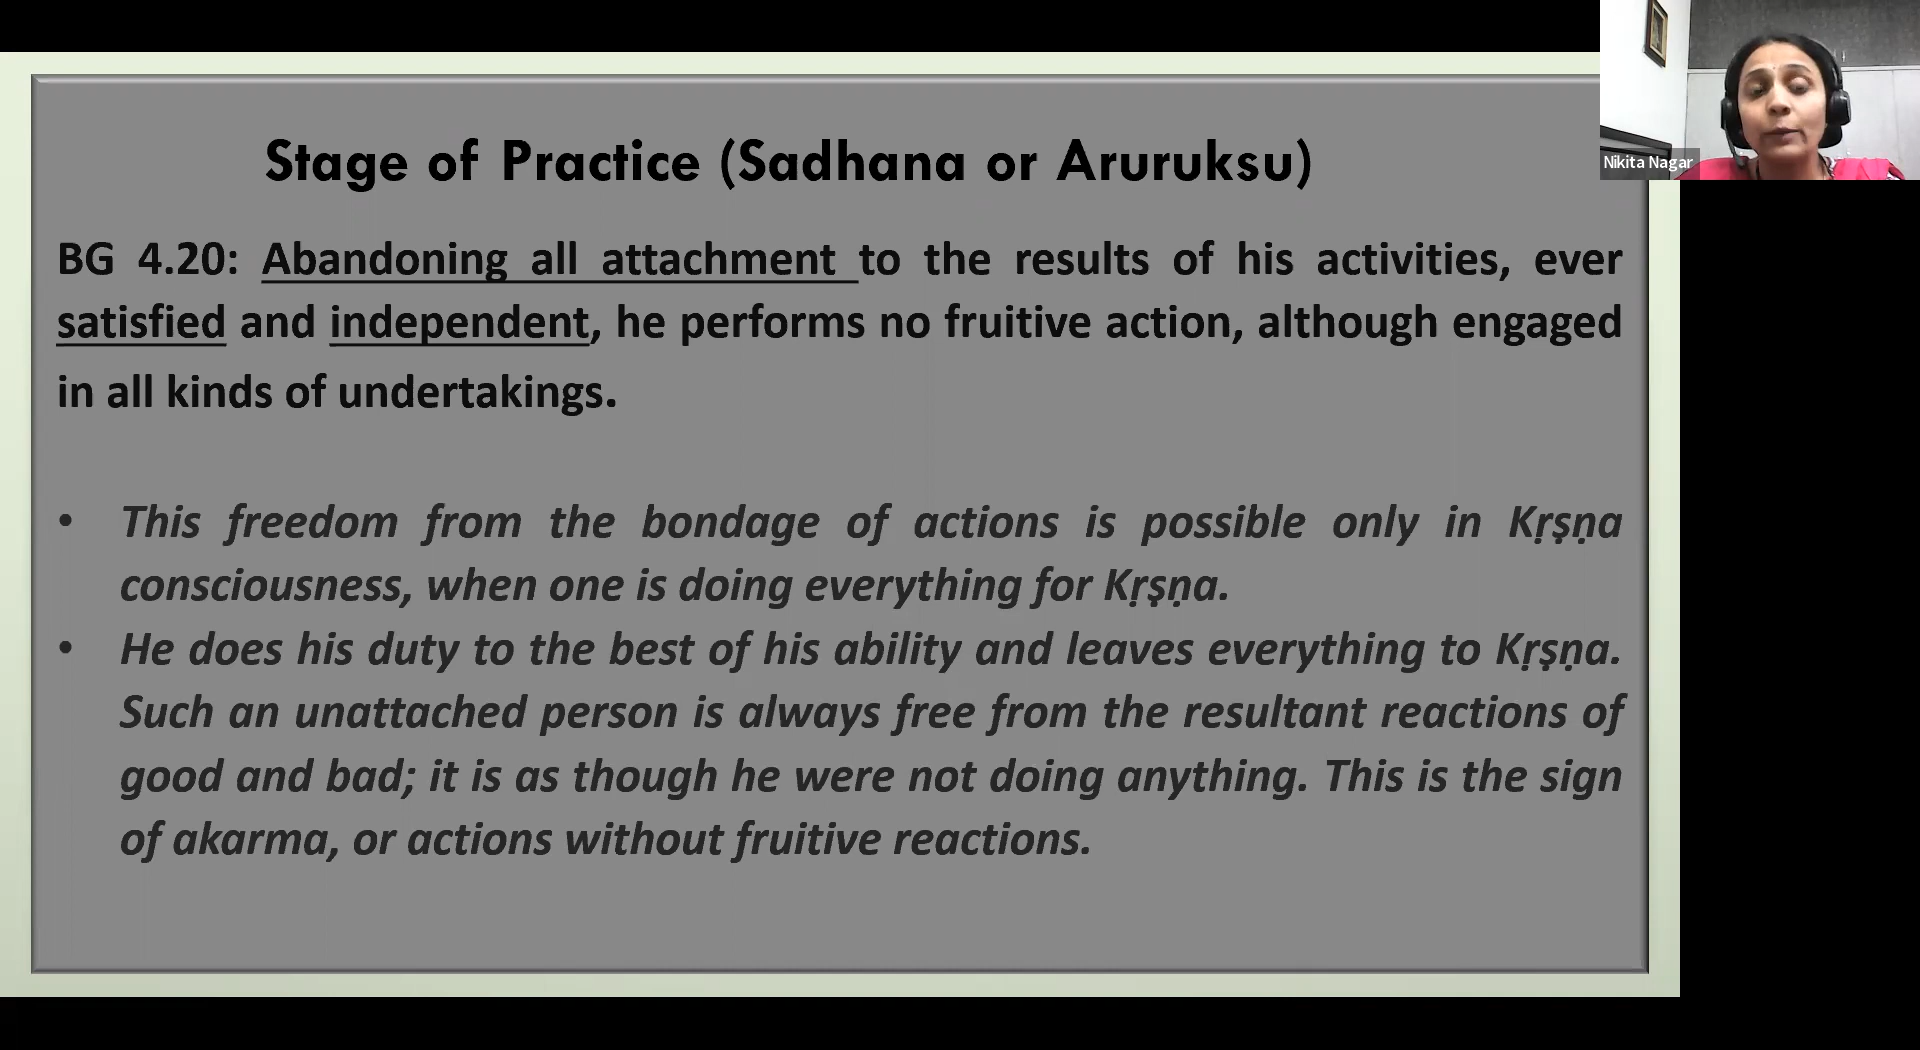 Stage of Practice (Sadhana or Aruruksu)
BG 4.20: Abandoning all attachment to the results of his activities, ever
satisfied and independent, he performs no fruitive action, although engaged
in all kinds of undertakings.
• This freedom from the bondage of actions is possible only in Kṛṣṇa
consciousness, when one is doing everything for Kṛṣṇa.
• He does his duty to the best of his ability and leaves everything to Kṛṣṇa.
Such an unattached person is always free from the resultant reactions of
good and bad; it is as though he were not doing anything. This is the sign
of akarma, or actions without fruitive reactions.
Nikita Nagar